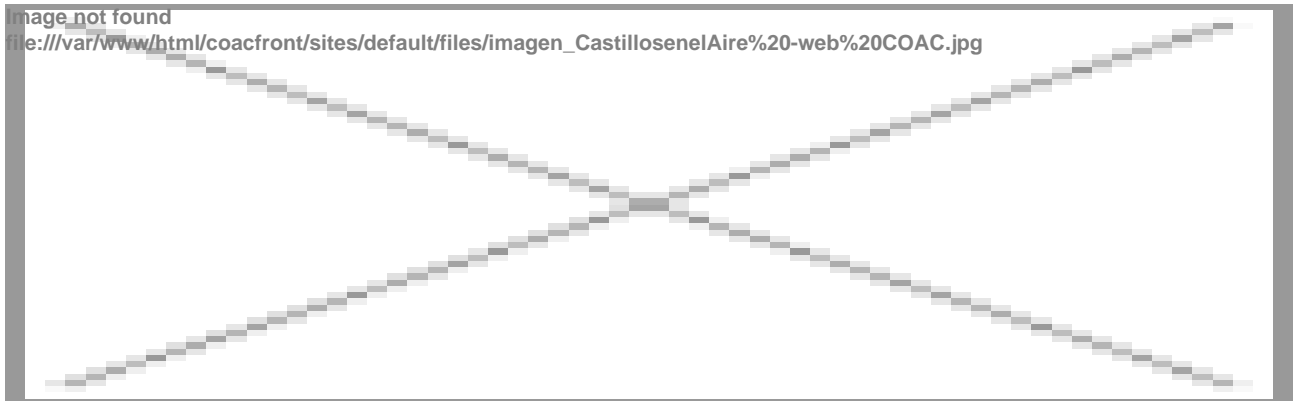 Image not found
file:///var/www/html/coacfront/sites/default/files/imagen_CastillosenelAire%20-web%20COAC.jpg